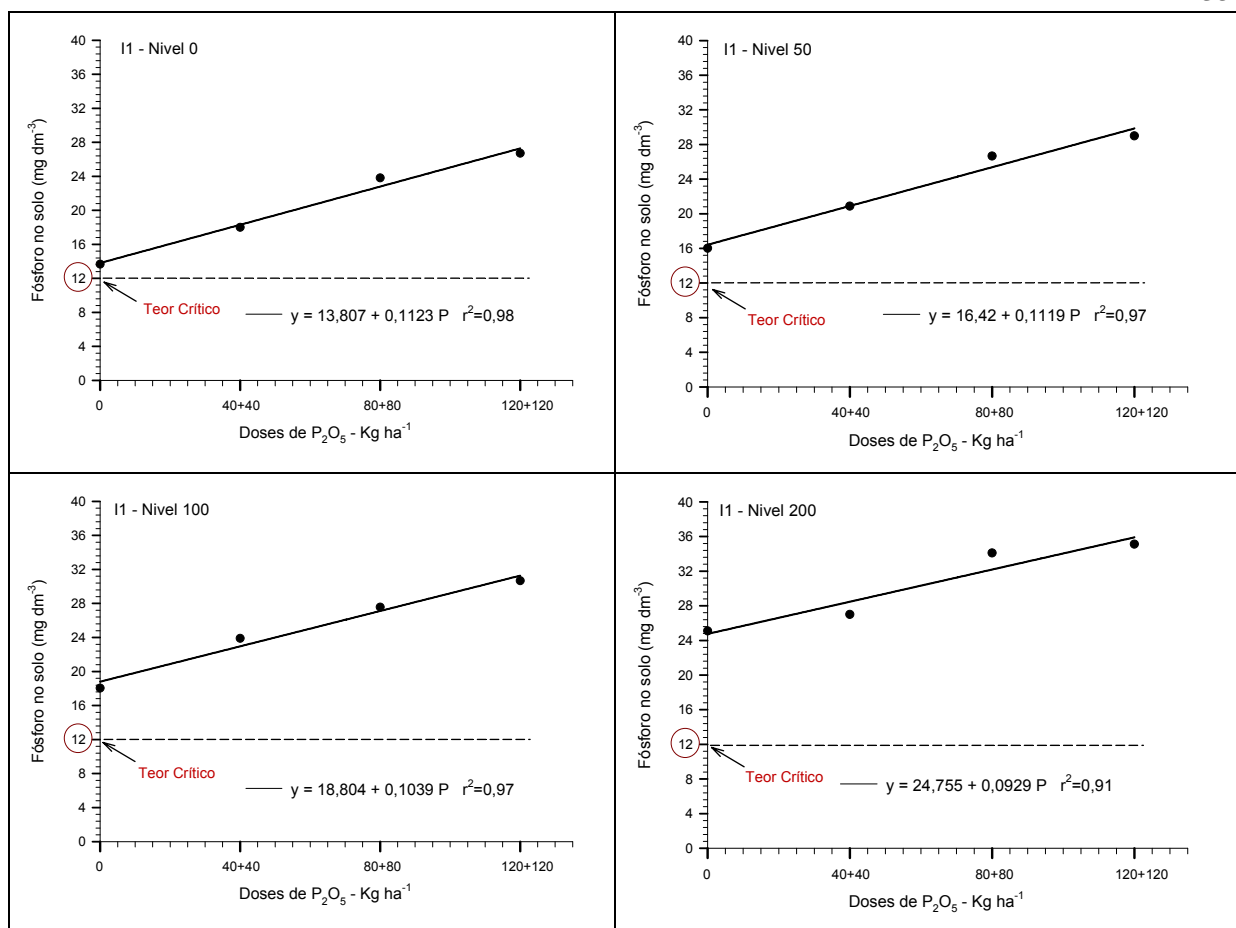 I1 - Nivel 0
Fósforo no solo (mg dm-3)
40
36
32
28
24
20
16
12
8
4
0
Teor Crítico
y = 13,807 + 0,1123 P r2=0,98
0 40+40 80+80 120+120
Doses de P2O5 - Kg ha-1
I1 - Nivel 50
Fósforo no solo (mg dm-3)
40
36
32
28
24
20
16
12
8
4
0
Teor Crítico
y = 16,42 + 0,1119 P r2=0,97
0 40+40 80+80 120+120
Doses de P2O5 - Kg ha-1
I1 - Nivel 100
Fósforo no solo (mg dm-3)
40
36
32
28
24
20
16
12
8
4
0
Teor Crítico
y = 18,804 + 0,1039 P r2=0,97
0 40+40 80+80 120+120
Doses de P2O5 - Kg ha-1
I1 - Nivel 200
Fósforo no solo (mg dm-3)
40
36
32
28
24
20
16
12
8
4
0
Teor Crítico
y = 24,755 + 0,0929 P r2=0,91
0 40+40 80+80 120+120
Doses de P2O5 - Kg ha-1